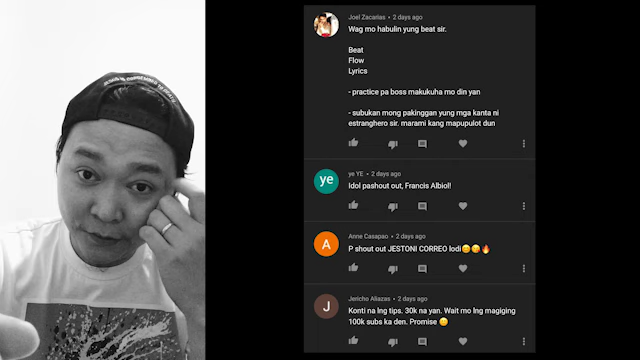 Joel Zacarias • 2 days ago
Wag mo habulin yung beat sir.
Beat
Flow
Lyrics
- practice pa boss makukuha mo din yan
- subukan mong pakinggan yung mga kanta ni
estranghero sir. marami kang mapupulot dun
ye
ye YE • 2 days ago
Idol pashout out, Francis Albiol!!
A
Anne Casapao • 2 days ago
P shout out JESTONI CORREO lodi😊😘🔥
J
Jericho Aliazas • 2 days ago
Konti na lng tips. 30k na yan. Wait mo lng magiging
100k subs ka den. Promise 😊